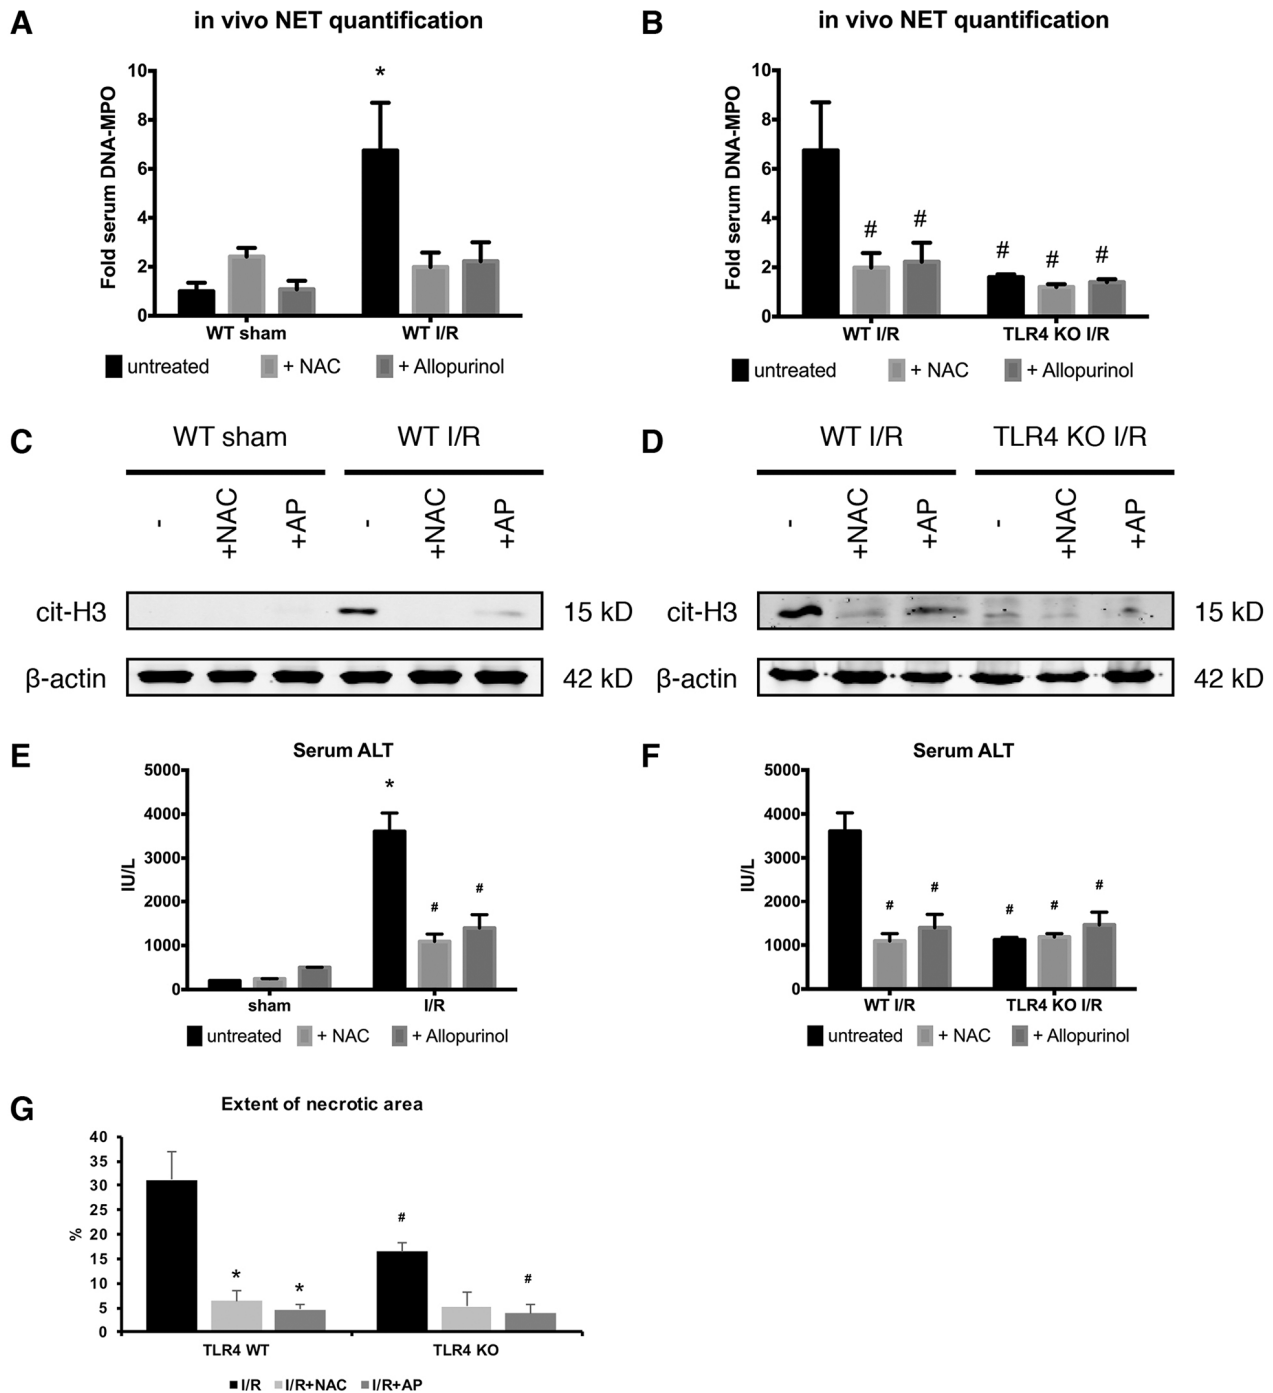 A
in vivo NET quantification
Fold serum DNA-MPO
10
8
6
4
2
0
*
WT sham
WT I/R
untreated
+ NAC
+ Allopurinol
B
in vivo NET quantification
Fold serum DNA-MPO
10
8
6
4
2
0
#
#
#
#
#
WT I/R
TLR4 KO I/R
untreated
+ NAC
+ Allopurinol
C
WT sham
WT I/R
-
+NAC
+AP
-
+NAC
+AP
cit-H3
15 kD
β-actin
42 kD
D
WT I/R
TLR4 KO I/R
-
+NAC
+AP
-
+NAC
+AP
cit-H3
15 kD
β-actin
42 kD
E
Serum ALT
IU/L
5000
4000
3000
2000
1000
0
*
#
#
sham
I/R
untreated
+ NAC
+ Allopurinol
F
Serum ALT
IU/L
5000
4000
3000
2000
1000
0
#
#
#
#
#
WT I/R
TLR4 KO I/R
untreated
+ NAC
+ Allopurinol
G
Extent of necrotic area
%
40
35
30
25
20
15
10
5
0
*
*
#
#
TLR4 WT
TLR4 KO
I/R
I/R+NAC
I/R+AP